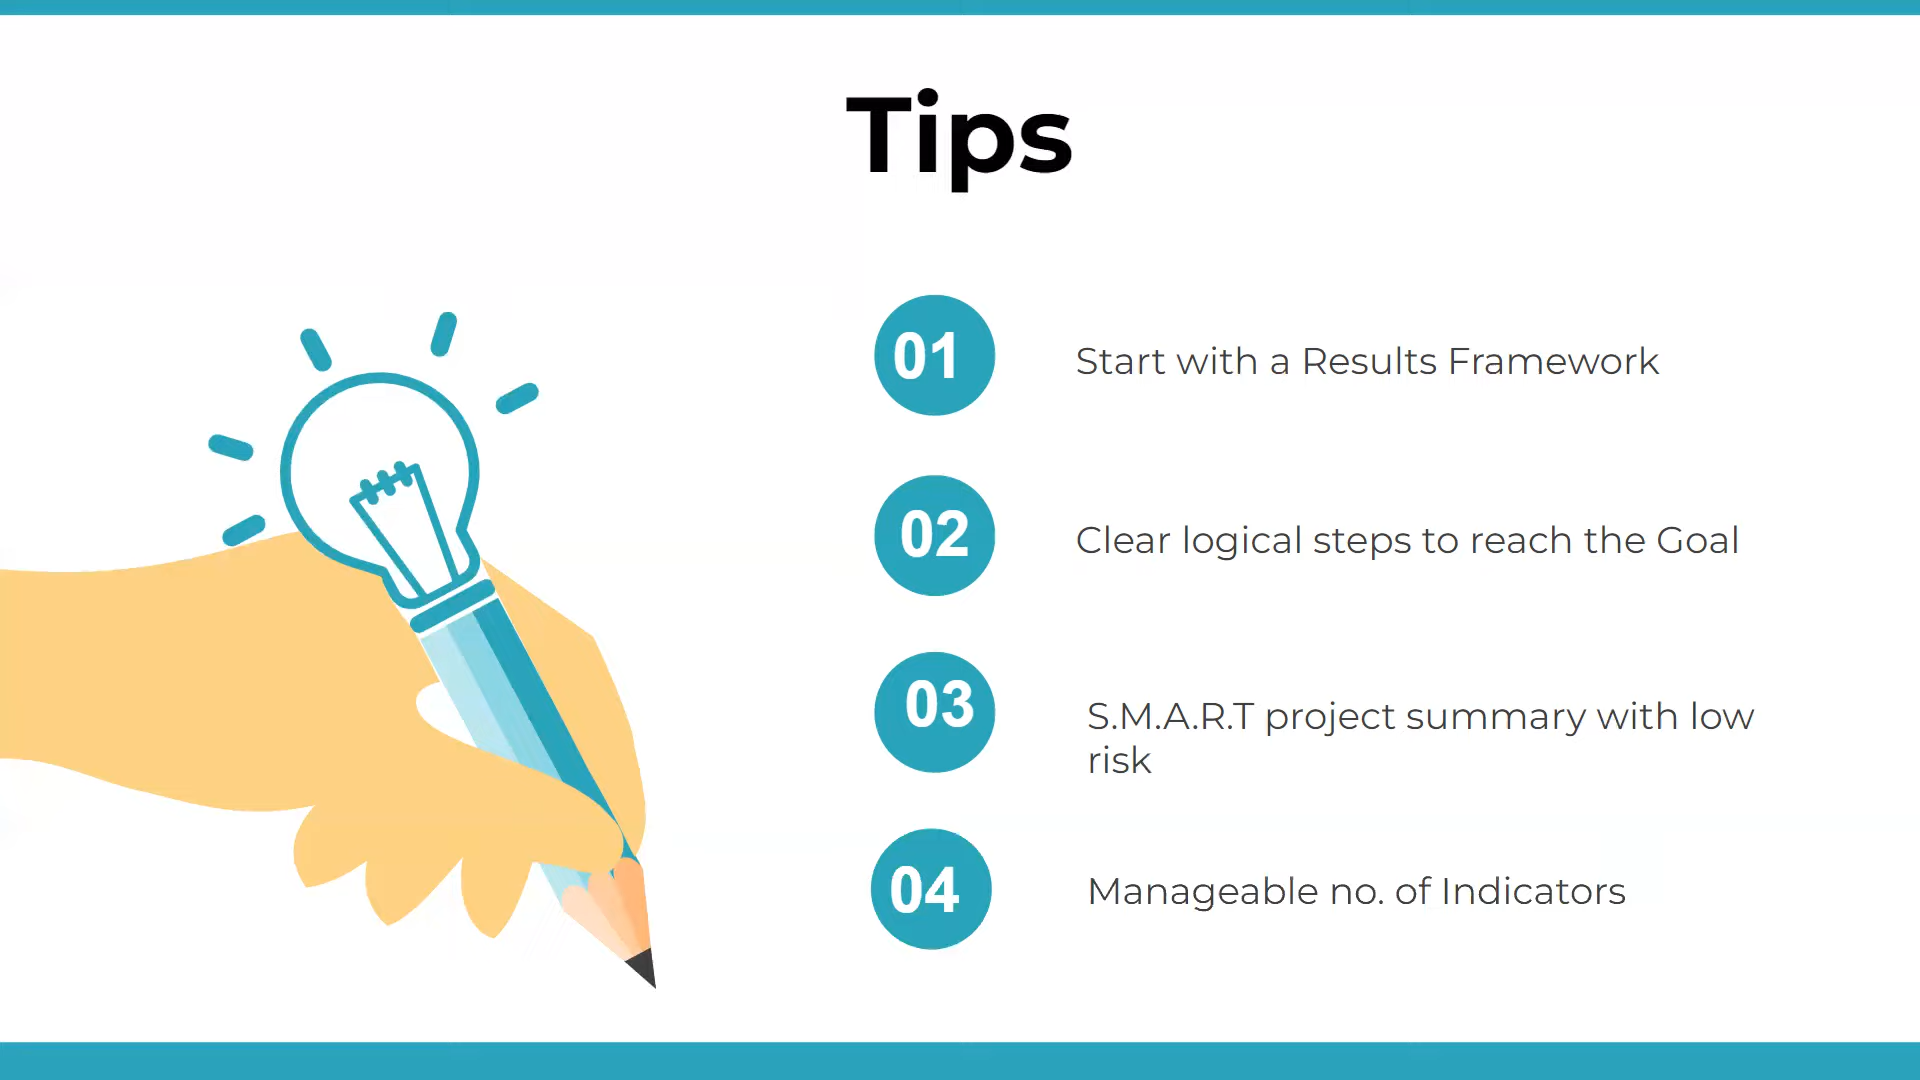 Tips
01
Start with a Results Framework
02
Clear logical steps to reach the Goal
03
S.M.A.R.T project summary with low
risk
04
Manageable no. of Indicators